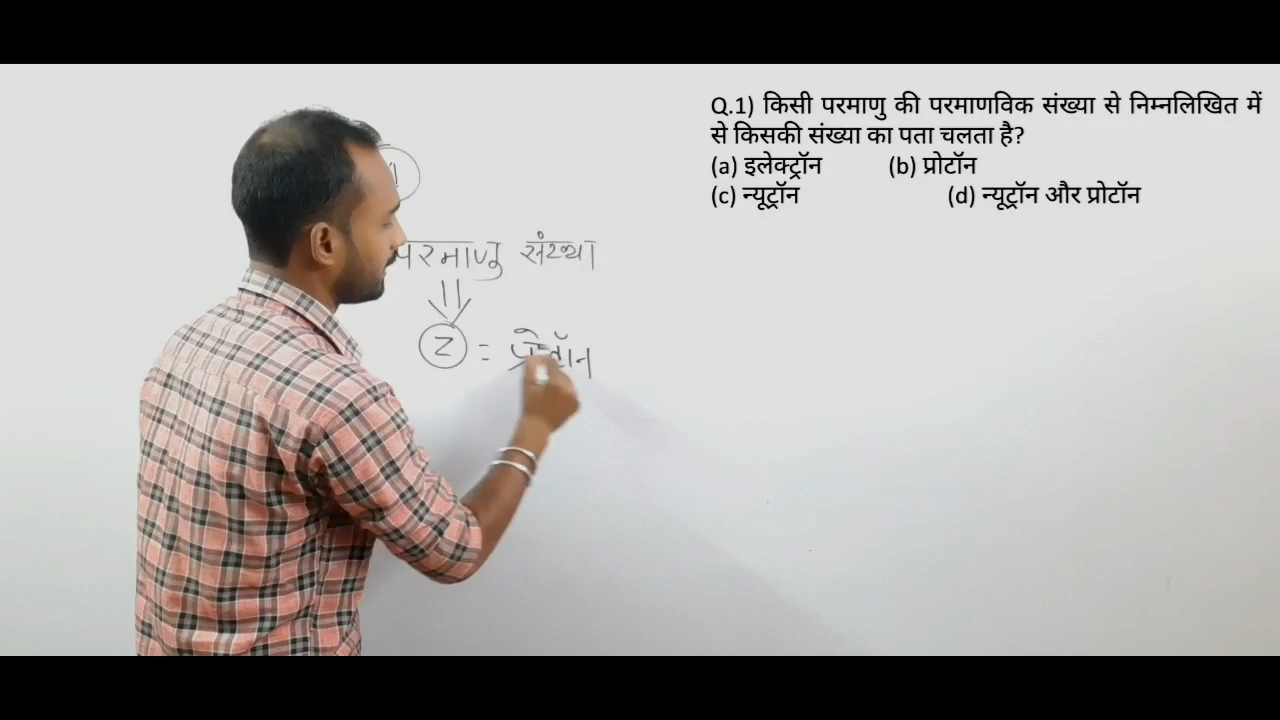 Q.1) किसी परमाणु की परमाणविक संख्या से निम्नलिखित में
से किसकी संख्या का पता चलता है?
(a) इलेक्ट्रॉन (b) प्रोटॉन
(c) न्यूट्रॉन (d) न्यूट्रॉन और प्रोटॉन
परमाणु संख्या
Z = प्रोटॉन